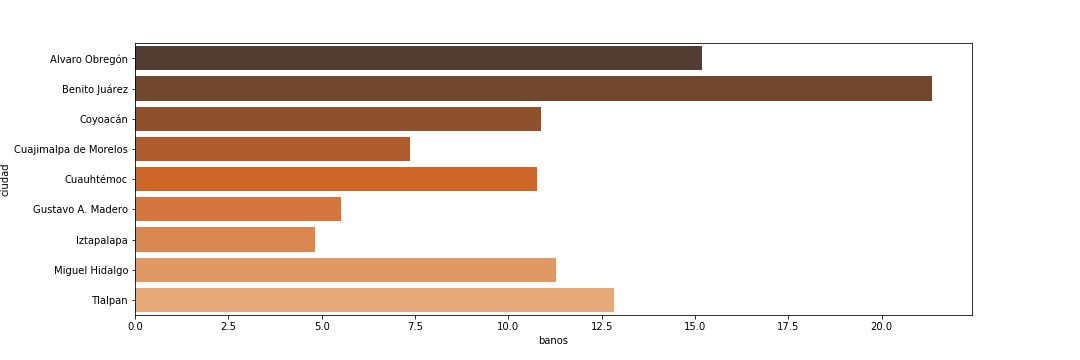 ciudad
Alvaro Obregón
Benito Juárez
Coyoacán
Cuajimalpa de Morelos
Cuauhtémoc
Gustavo A. Madero
Iztapalapa
Miguel Hidalgo
Tlalpan
0.0 2.5 5.0 7.5 10.0 12.5 15.0 17.5 20.0
banos